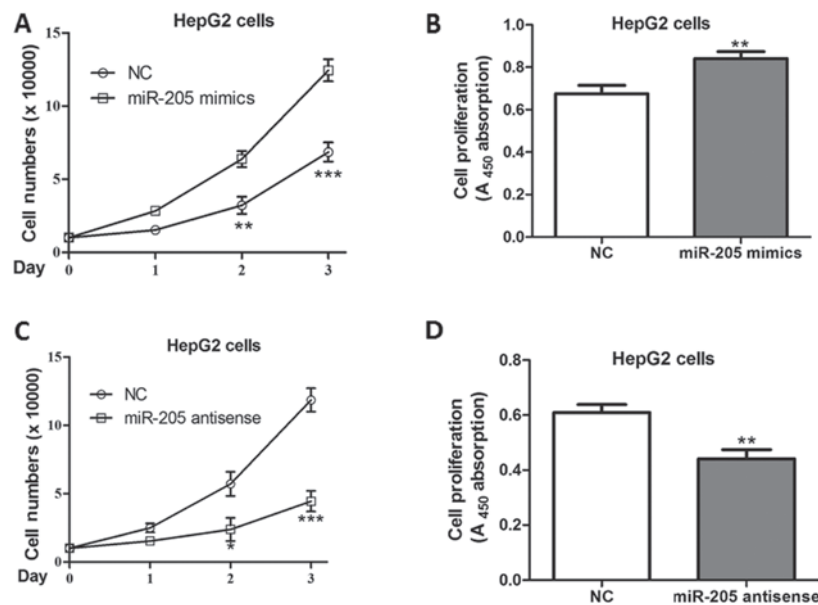 A
HepG2 cells
NC
miR-205 mimics
Cell numbers (x 10000)
15
10
5
0
Day
0 1 2 3
**
***
B
HepG2 cells
Cell proliferation
(A 450 absorption)
1.0
0.8
0.6
0.4
0.2
0.0
**
NC miR-205 mimics
C
HepG2 cells
NC
miR-205 antisense
Cell numbers (x 10000)
15
10
5
0
Day
0 1 2 3
*
***
D
HepG2 cells
Cell proliferation
(A 450 absorption)
0.8
0.6
0.4
0.2
0.0
**
NC miR-205 antisense